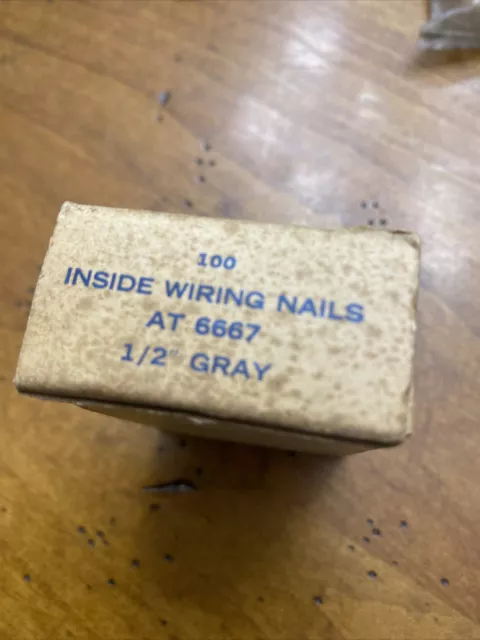 100
INSIDE WIRING NAILS
AT 6667
1/2" GRAY